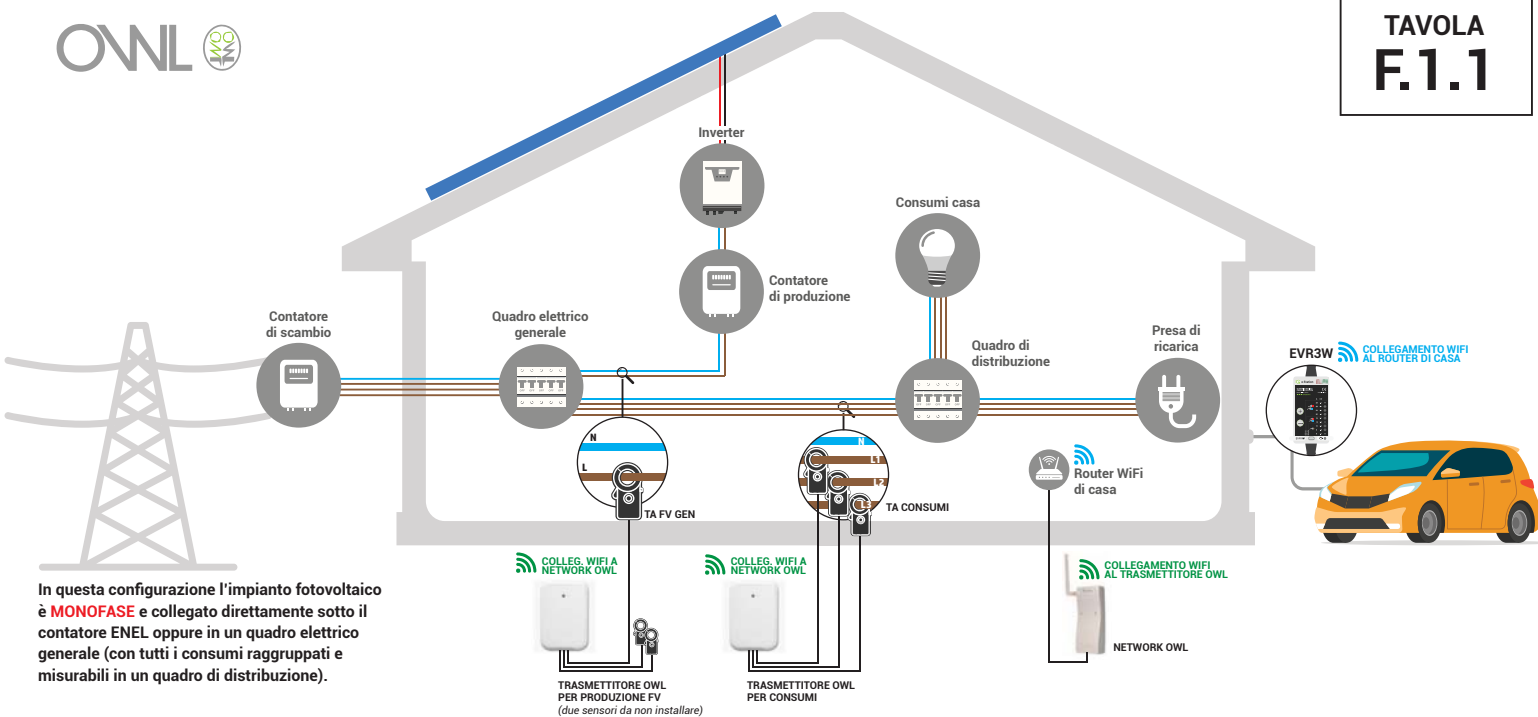 OWL
TAVOLA
F.1.1
Inverter
Consumi casa
Contatore
di produzione
Contatore
di scambio
Quadro elettrico
generale
Quadro di
distribuzione
Presa di
ricarica
EVR3W
COLLEGAMENTO WIFI
AL ROUTER DI CASA
N
L
TA FV GEN
N
L1
L2
L3
TA CONSUMI
Router WiFi
di casa
COLLEG. WIFI A
NETWORK OWL
COLLEG. WIFI A
NETWORK OWL
COLLEGAMENTO WIFI
AL TRASMETTITORE OWL
NETWORK OWL
In questa configurazione l'impianto fotovoltaico
è MONOFASE e collegato direttamente sotto il
contatore ENEL oppure in un quadro elettrico
generale (con tutti i consumi raggruppati e
misurabili in un quadro di distribuzione).
TRASMETTITORE OWL
PER PRODUZIONE FV
(due sensori da non installare)
TRASMETTITORE OWL
PER CONSUMI